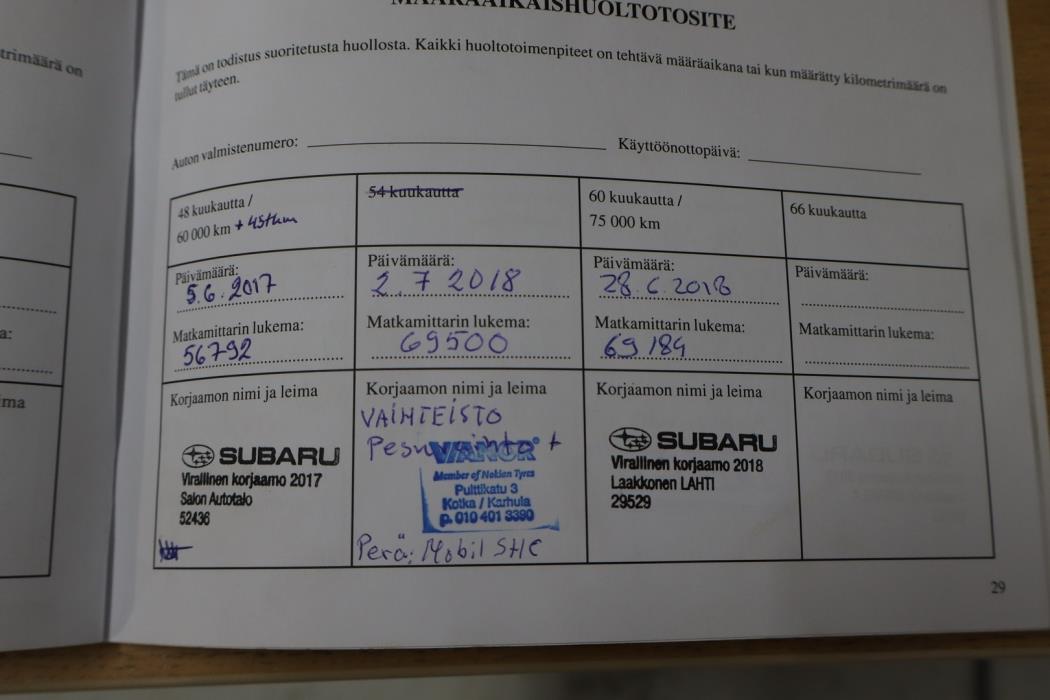 MÄÄRÄAIKAISHUOLTOTOSITE
Tämä on todistus suoritetusta huollosta. Kaikki huoltotoimenpiteet on tehtävä määräaikana tai kun määrätty kilometrimäärä on
tullut täyteen.
trimäärä on
Auton valmistenumero:
Käyttöönottopäivä:
48 kuukautta /
60 000 km + 45tkm
54 kuukautta
60 kuukautta /
75 000 km
66 kuukautta
Päivämäärä:
5.6.2017
Päivämäärä:
2.7 2018
Päivämäärä:
28.6.2018
Päivämäärä:
Matkamittarin lukema:
56792
Matkamittarin lukema:
69500
Matkamittarin lukema:
69184
Matkamittarin lukema:
a:
ma
Korjaamon nimi ja leima
SUBARU
Virallinen korjaamo 2017
Salon Autotalo
52436
Korjaamon nimi ja leima
VAIHTEISTO
Pesu vaihto +
VIANOR
Member of Nokian Tyres
Pulttikatu 3
Kotka / Karhula
p. 010 401 3390
Perä: Mobil SHC
Korjaamon nimi ja leima
SUBARU
Virallinen korjaamo 2018
Laakkonen LAHTI
29529
Korjaamon nimi ja leima
29